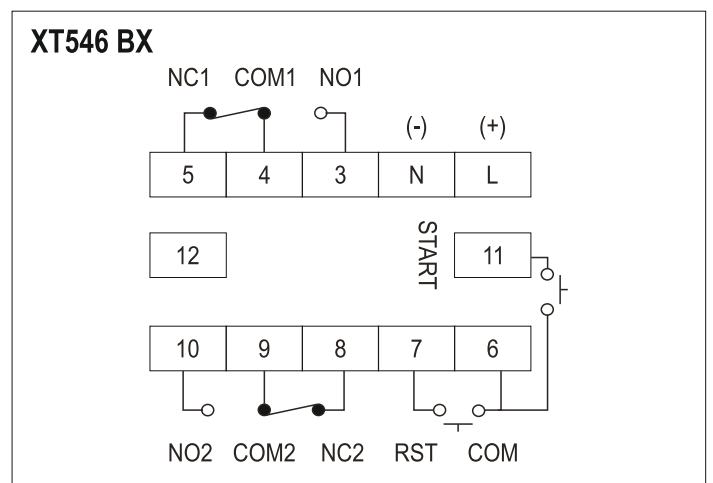 XT546 BX
NC1 COM1 NO1
(-) (+)
5 4 3 N L
12 START 11
10 9 8 7 6
NO2 COM2 NC2 RST COM